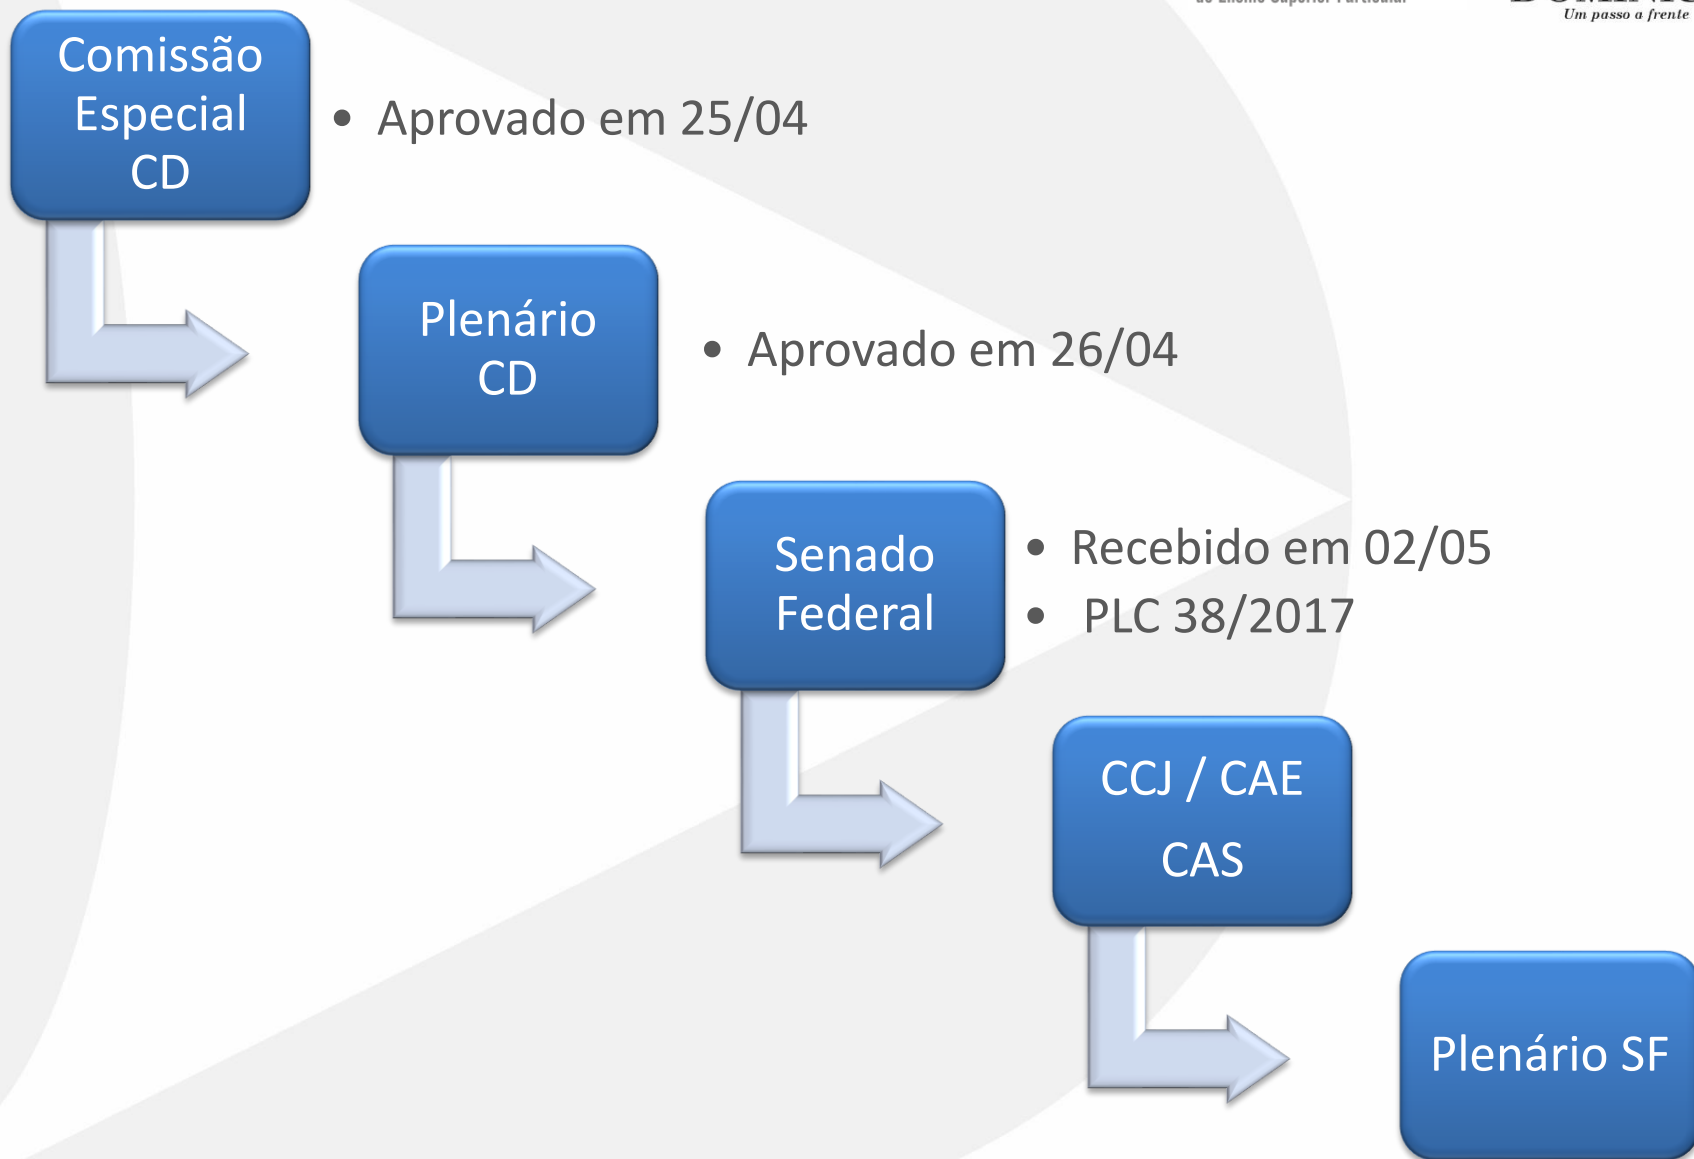 Um passo a frente
Comissão
Especial
CD
• Aprovado em 25/04
Plenário
CD
• Aprovado em 26/04
Senado
Federal
• Recebido em 02/05
• PLC 38/2017
CCJ / CAE
CAS
Plenário SF